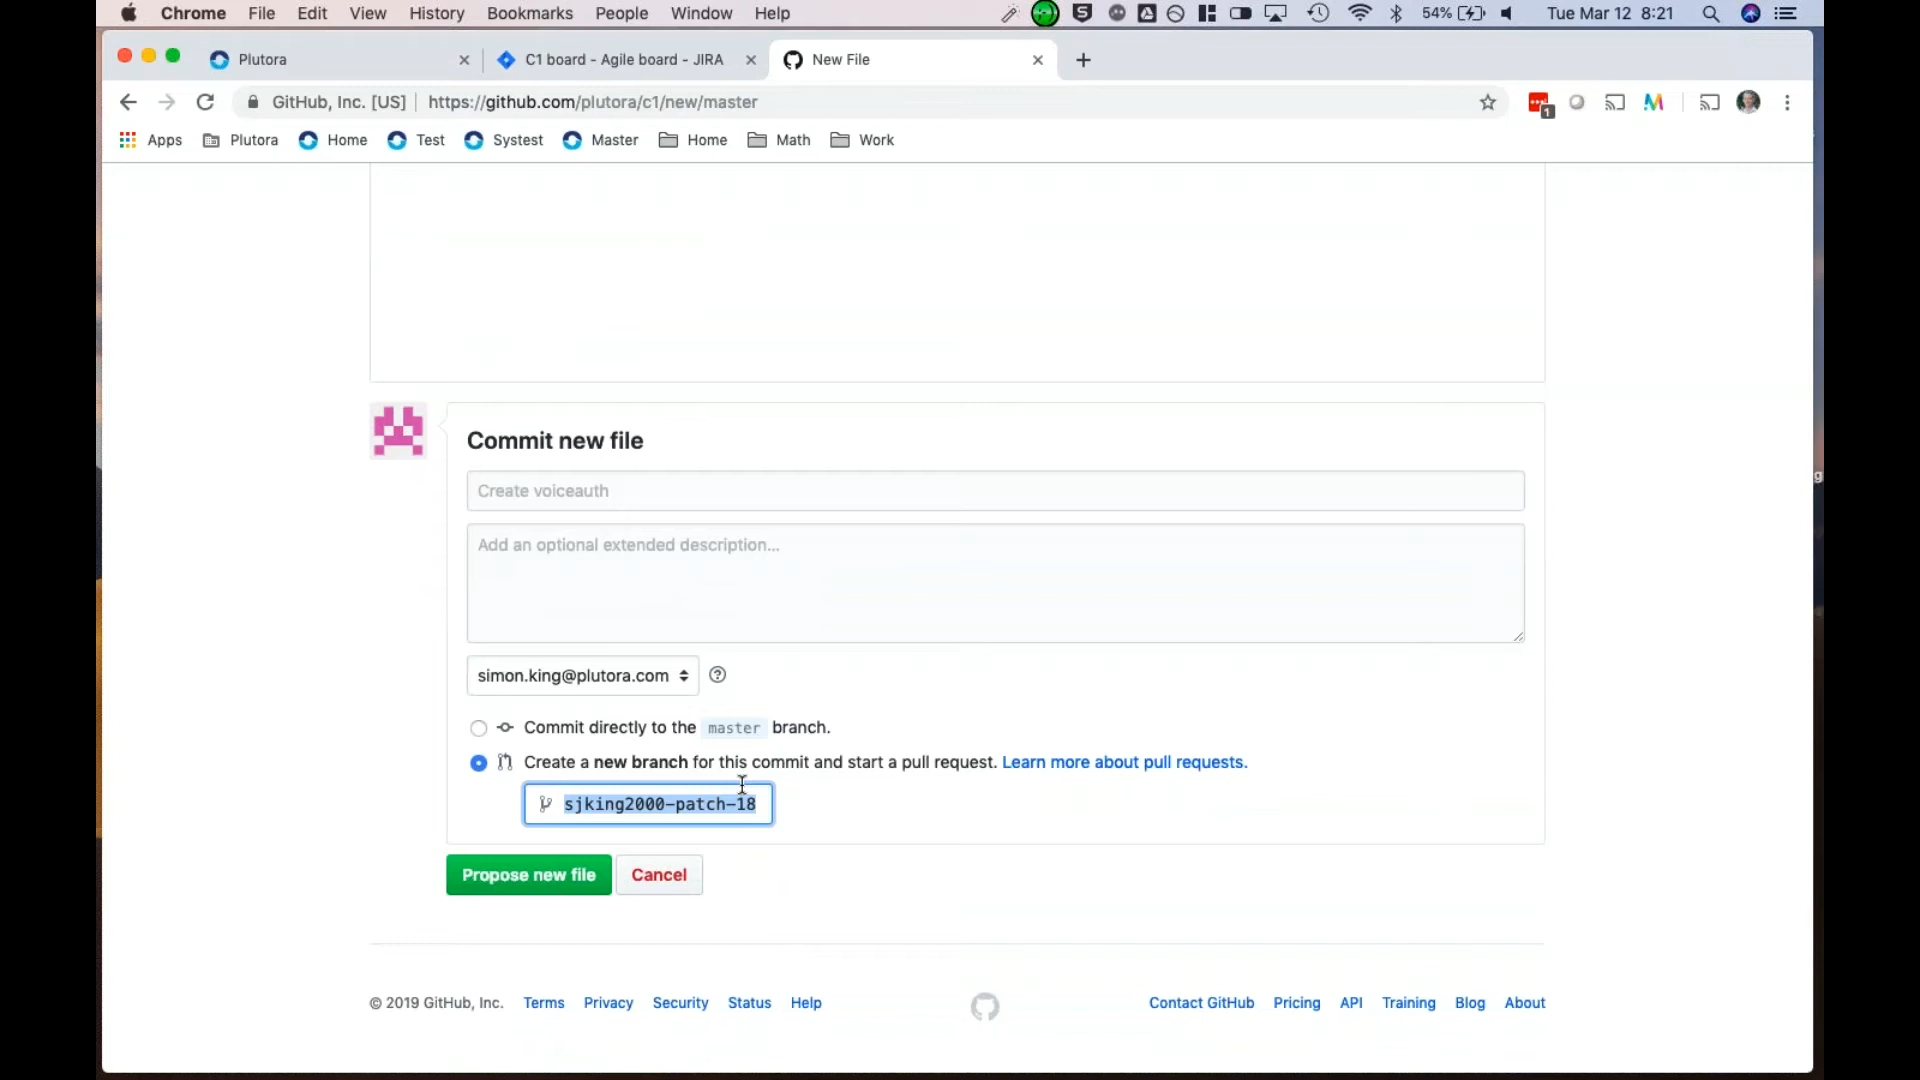 Chrome File Edit View History Bookmarks People Window Help 54% Tue Mar 12 8:21
Plutora C1 board - Agile board - JIRA New File
GitHub, Inc. [US] https://github.com/plutora/c1/new/master 1
Apps Plutora Home Test Systest Master Home Math Work
g
Commit new file
Create voiceauth
Add an optional extended description...
simon.king@plutora.com
Commit directly to the master branch.
Create a new branch for this commit and start a pull request. Learn more about pull requests.
sjking2000-patch-18
Propose new file Cancel
© 2019 GitHub, Inc. Terms Privacy Security Status Help Contact GitHub Pricing API Training Blog About